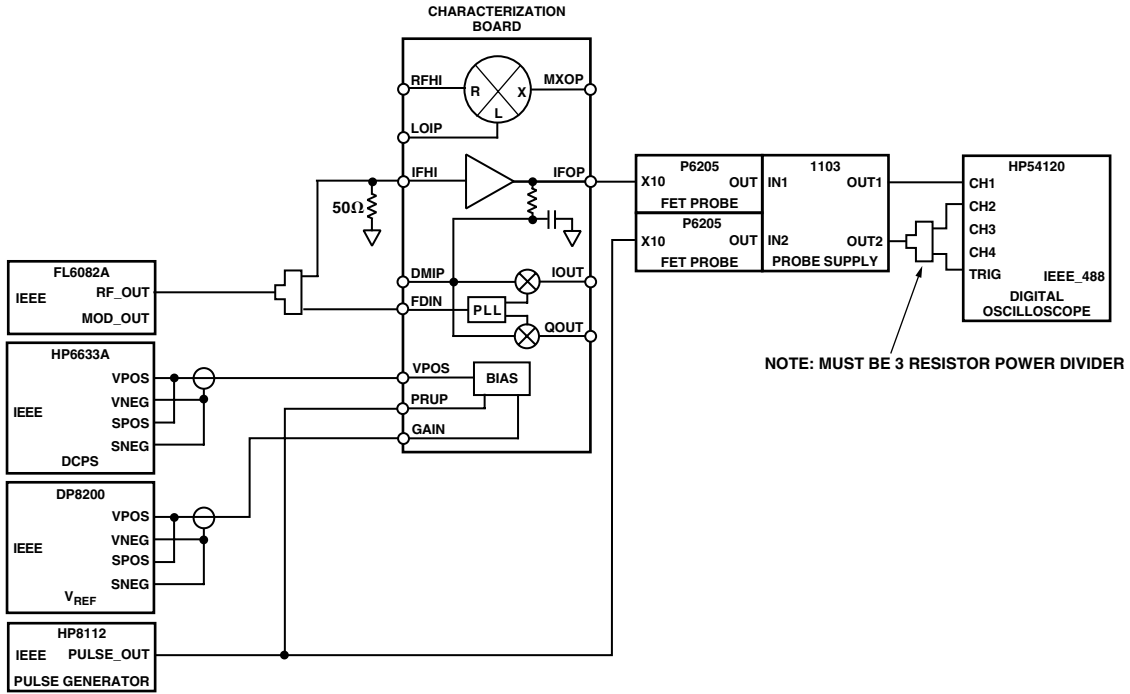 CHARACTERIZATION
BOARD
RFHI
R
X
L
MXOP
LOIP
IFHI
IFOP
50Ω
DMIP
IOUT
FDIN
PLL
QOUT
VPOS
BIAS
PRUP
GAIN
FL6082A
IEEE
RF_OUT
MOD_OUT
HP6633A
VPOS
VNEG
IEEE
SPOS
SNEG
DCPS
DP8200
VPOS
VNEG
IEEE
SPOS
SNEG
VREF
HP8112
IEEE PULSE_OUT
PULSE GENERATOR
P6205
X10 OUT
FET PROBE
P6205
X10 OUT
FET PROBE
1103
IN1 OUT1
IN2 OUT2
PROBE SUPPLY
HP54120
CH1
CH2
CH3
CH4
TRIG
IEEE_488
DIGITAL
OSCILLOSCOPE
NOTE: MUST BE 3 RESISTOR POWER DIVIDER